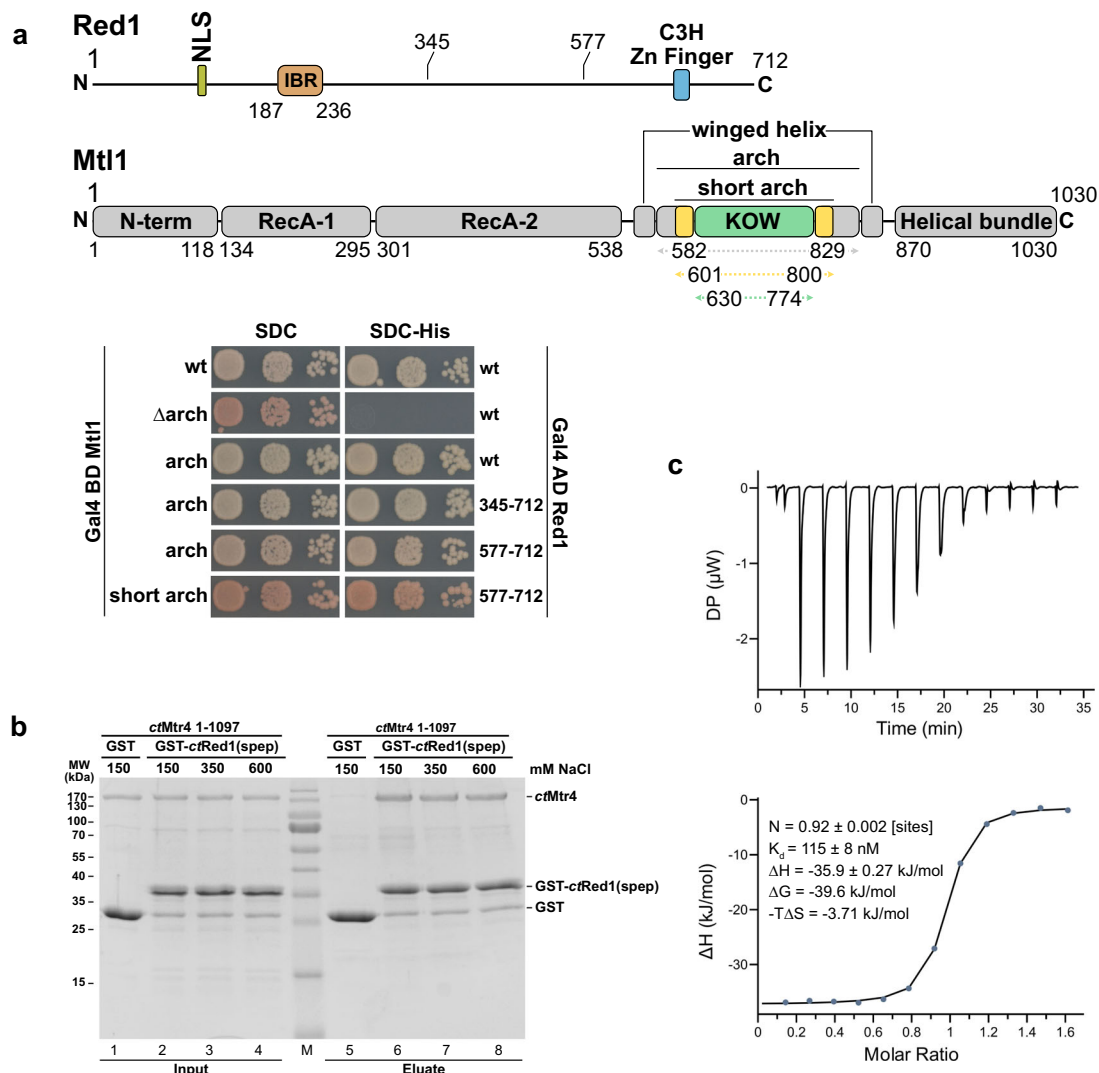 a
Red1
1
N
NLS
IBR
187 236
345
577
C3H
Zn Finger
712
C
Mtl1
1
N
winged helix
arch
short arch
1030
N-term RecA-1 RecA-2 KOW Helical bundle C
1 118 134 295 301 538 582 829 870 1030
601 800
630 774
SDC SDC-His
Gal4 BD Mtl1
Gal4 AD Red1
wt wt
Δarch wt
arch wt
arch 345-712
arch 577-712
short arch 577-712
b
ctMtr4 1-1097 ctMtr4 1-1097
GST GST-ctRed1(spep) GST GST-ctRed1(spep)
MW
(kDa)
150 150 350 600 150 150 350 600 mM NaCl
170
130
100
70
55
40
35
25
15
ctMtr4
GST-ctRed1(spep)
GST
1 2 3 4 M 5 6 7 8
Input Eluate
c
DP (µW)
0
-1
-2
0 5 10 15 20 25 30 35
Time (min)
ΔH (kJ/mol)
0
-10
-20
-30
N = 0.92 ± 0.002 [sites]
Kd = 115 ± 8 nM
ΔH = -35.9 ± 0.27 kJ/mol
ΔG = -39.6 kJ/mol
-TΔS = -3.71 kJ/mol
0 0.2 0.4 0.6 0.8 1 1.2 1.4 1.6
Molar Ratio